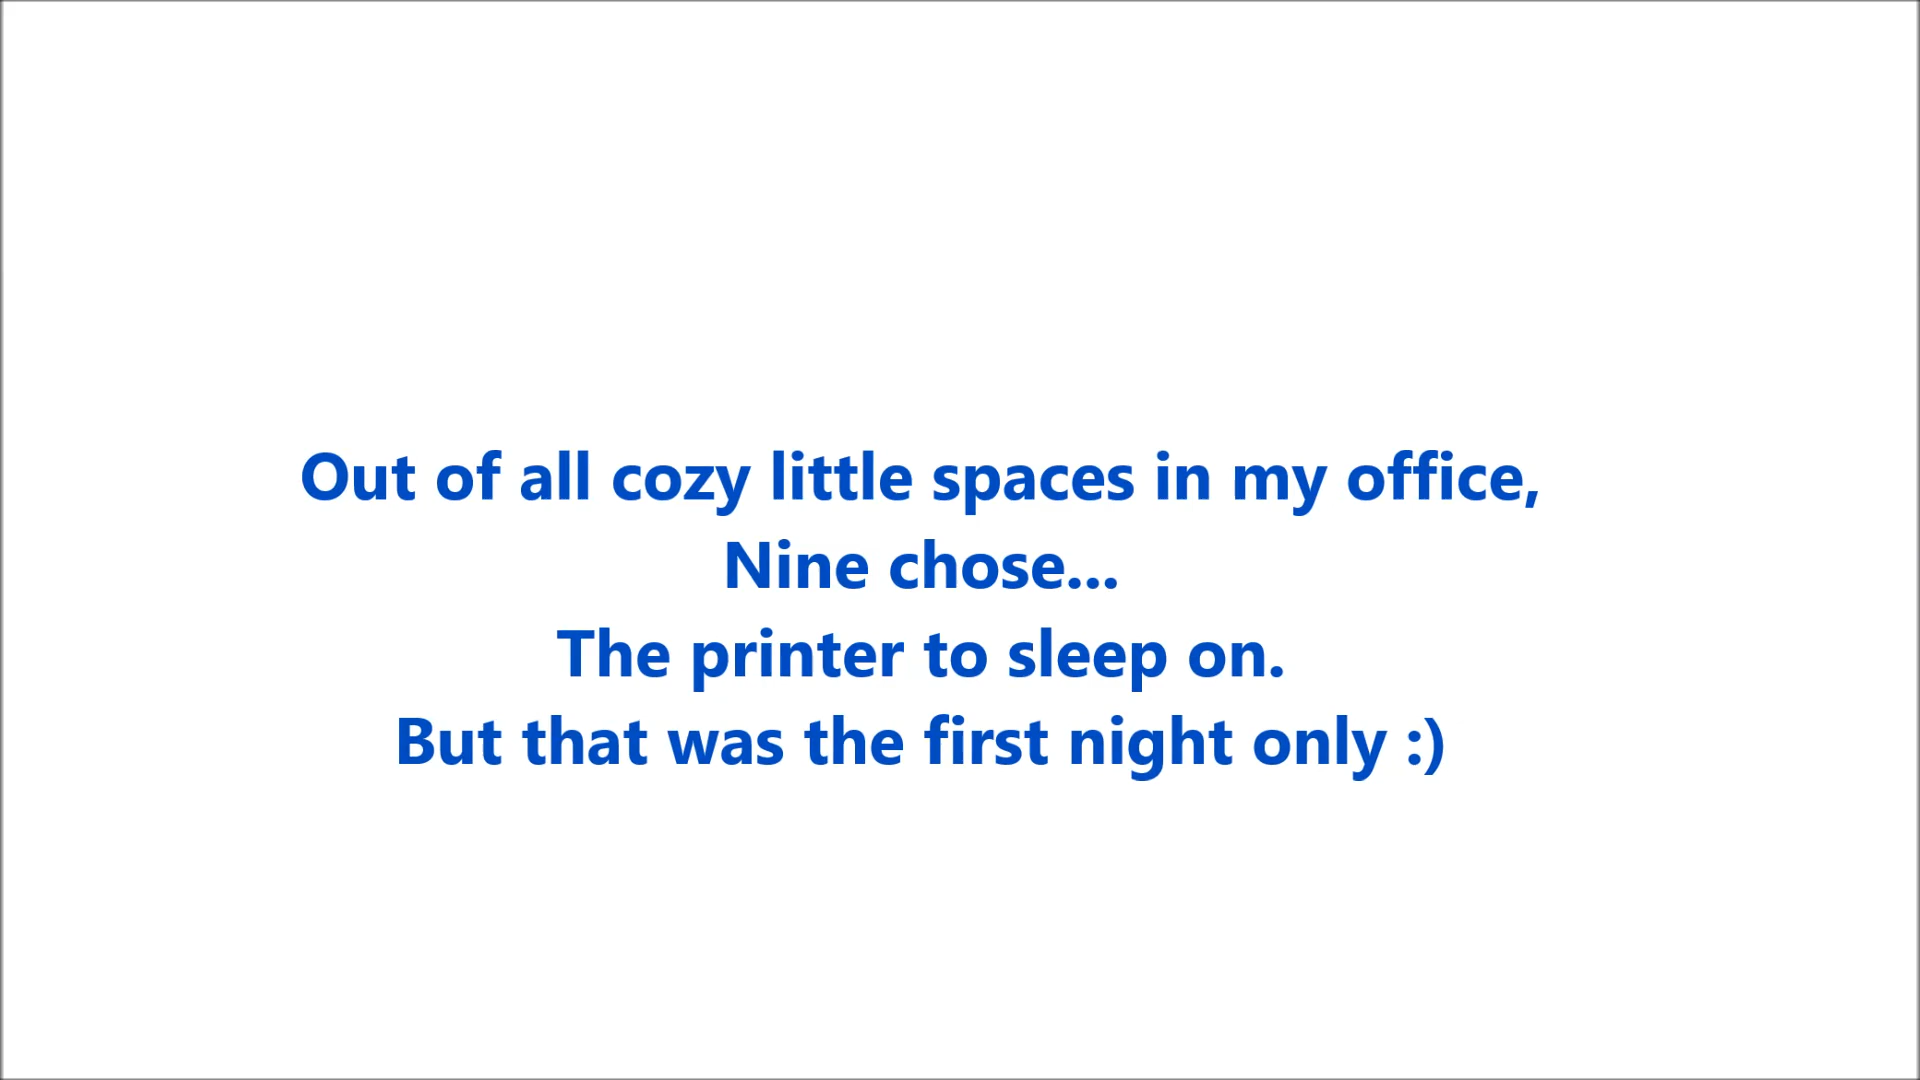 Out of all cozy little spaces in my office,
Nine chose...
The printer to sleep on.
But that was the first night only :)